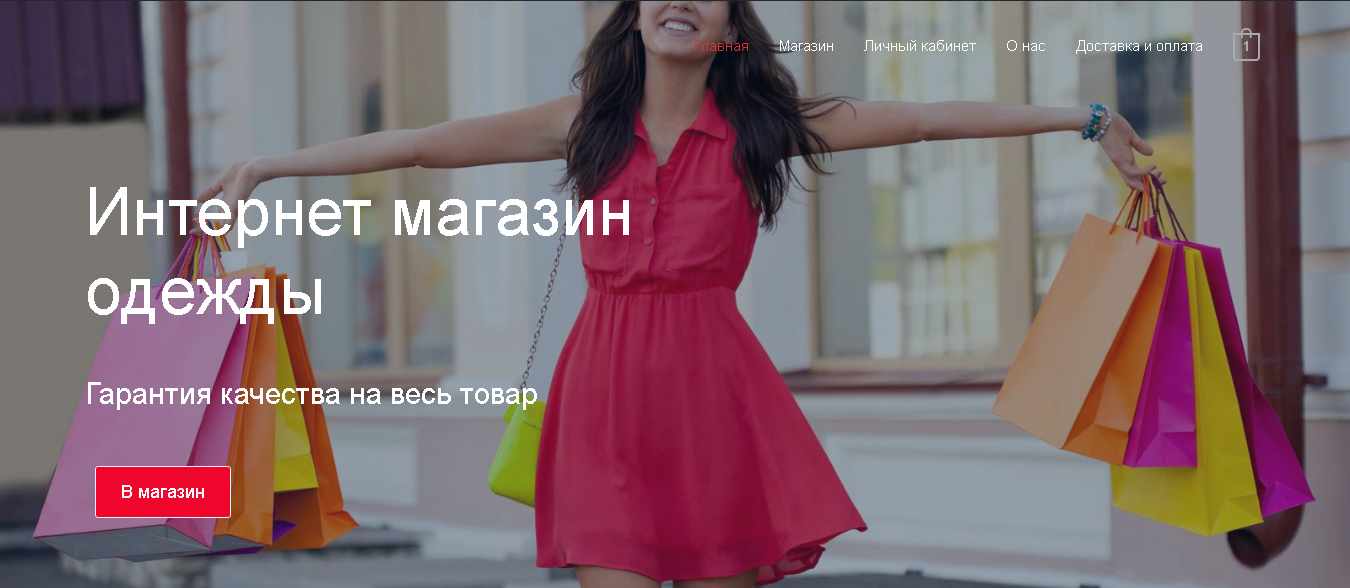 Главная Магазин Личный кабинет О нас Доставка и оплата 1
Интернет магазин
одежды
Гарантия качества на весь товар
В магазин